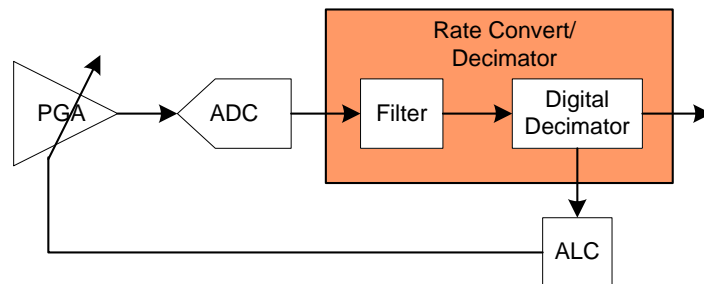 Rate Convert/
Decimator
PGA
ADC
Filter
Digital
Decimator
ALC